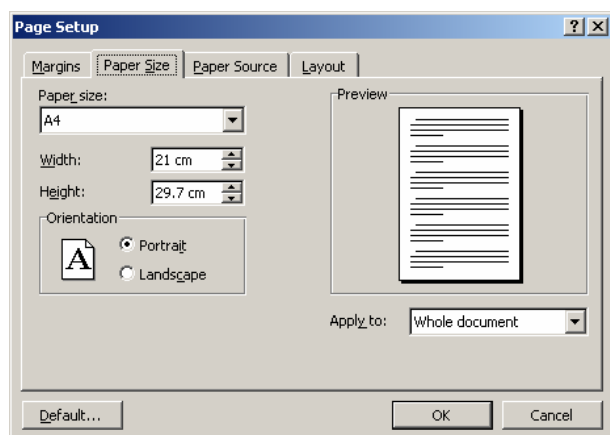 Page Setup
Margins Paper Size Paper Source Layout
Paper size:
A4
Width: 21 cm
Height: 29.7 cm
Orientation
A
Portrait
Landscape
Preview
Apply to: Whole document
Default... OK Cancel